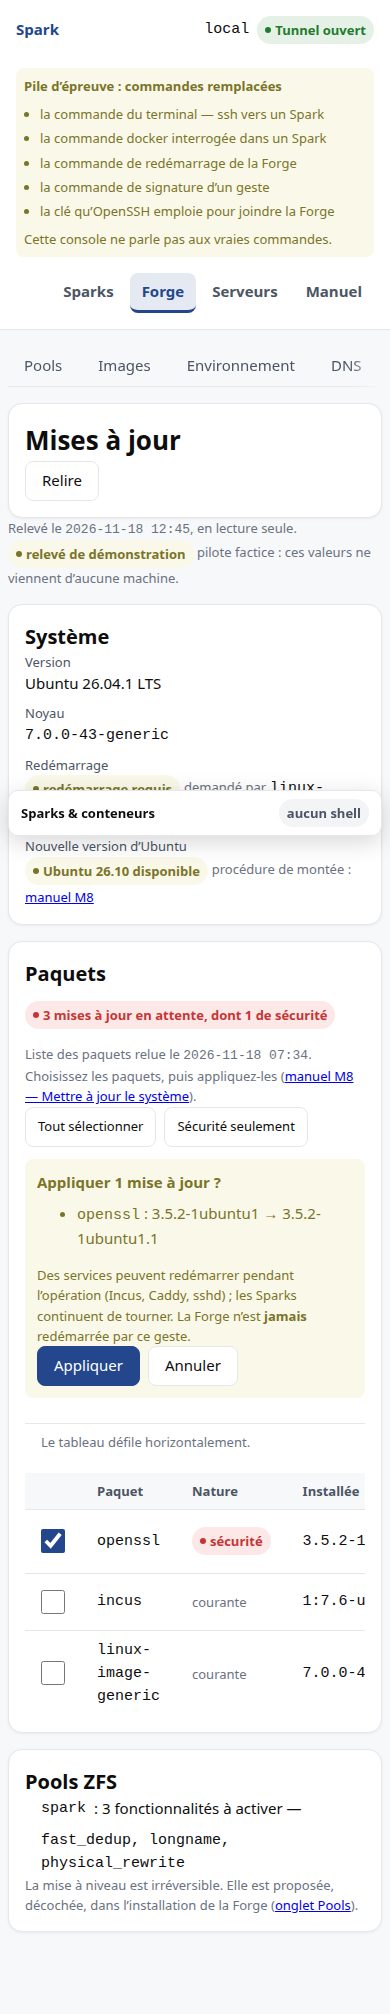 Spark
local
Tunnel ouvert
Pile d’épreuve : commandes remplacées
la commande du terminal — ssh vers un Spark
la commande docker interrogée dans un Spark
la commande de redémarrage de la Forge
la commande de signature d’un geste
la clé qu’OpenSSH emploie pour joindre la Forge
Cette console ne parle pas aux vraies commandes.
Sparks Forge Serveurs Manuel
Pools Images Environnement DNS
Mises à jour
Relire
Relevé le 2026-11-18 12:45, en lecture seule.
relevé de démonstration pilote factice : ces valeurs ne
viennent d’aucune machine.
Système
Version
Ubuntu 26.04.1 LTS
Noyau
7.0.0-43-generic
Redémarrage
redémarrage requis demandé par linux-
Sparks & conteneurs aucun shell
Nouvelle version d’Ubuntu
Ubuntu 26.10 disponible procédure de montée :
manuel M8
Paquets
3 mises à jour en attente, dont 1 de sécurité
Liste des paquets relue le 2026-11-18 07:34.
Choisissez les paquets, puis appliquez-les (manuel M8
— Mettre à jour le système).
Tout sélectionner Sécurité seulement
Appliquer 1 mise à jour ?
openssl : 3.5.2-1ubuntu1 → 3.5.2-
1ubuntu1.1
Des services peuvent redémarrer pendant
l’opération (Incus, Caddy, sshd) ; les Sparks
continuent de tourner. La Forge n’est jamais
redémarrée par ce geste.
Appliquer Annuler
Le tableau défile horizontalement.
Paquet Nature Installée
openssl sécurité 3.5.2-1
incus courante 1:7.6-u
linux-
image-
generic
courante 7.0.0-4
Pools ZFS
spark : 3 fonctionnalités à activer —
fast_dedup, longname,
physical_rewrite
La mise à niveau est irréversible. Elle est proposée,
décochée, dans l’installation de la Forge (onglet Pools).